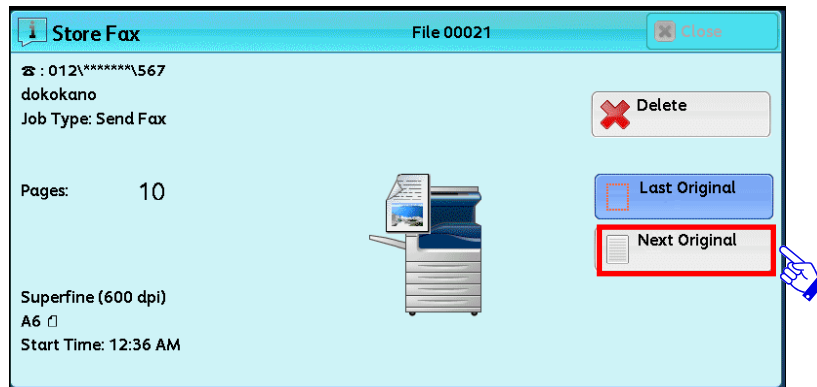 Store Fax
File 00021
Close
☎ : 012\*******\567
dokokano
Job Type: Send Fax
Delete
Pages: 10
Last Original
Next Original
Superfine (600 dpi)
A6
Start Time: 12:36 AM